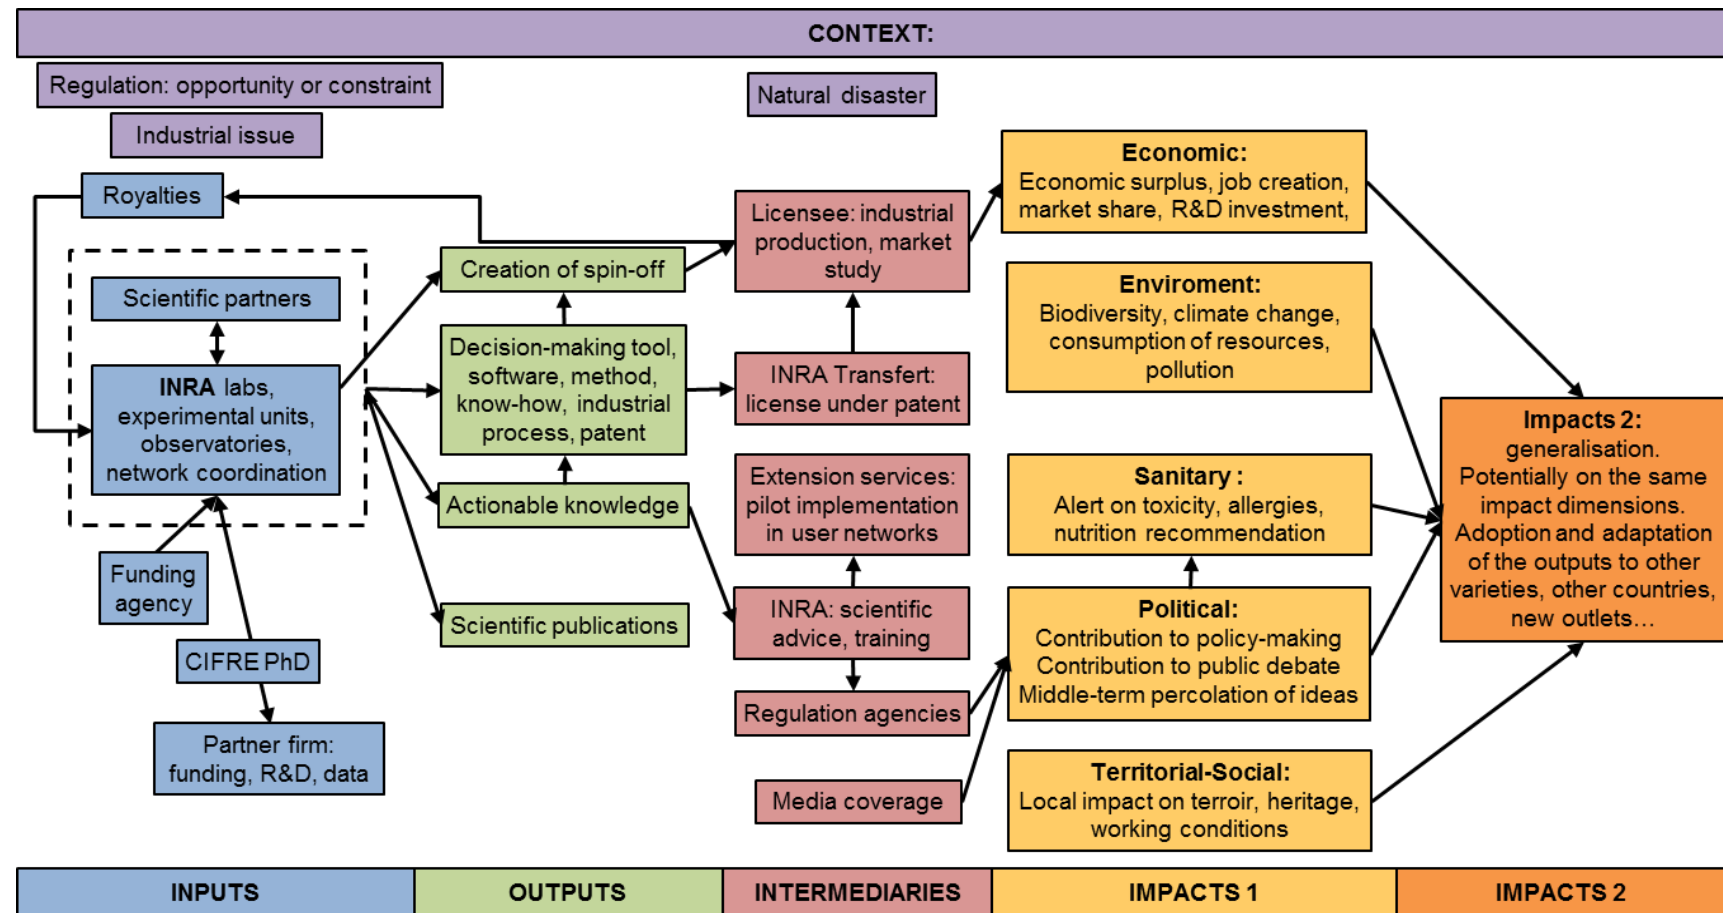 CONTEXT:
Regulation: opportunity or constraint
Industrial issue
Natural disaster
Royalties
Scientific partners
INRA labs,
experimental units,
observatories,
network coordination
Funding
agency
CIFRE PhD
Partner firm:
funding, R&D, data
Creation of spin-off
Decision-making tool,
software, method,
know-how, industrial
process, patent
Actionable knowledge
Scientific publications
Licensee: industrial
production, market
study
INRA Transfert:
license under patent
Extension services:
pilot implementation
in user networks
INRA: scientific
advice, training
Regulation agencies
Media coverage
Economic:
Economic surplus, job creation,
market share, R&D investment,
Enviroment:
Biodiversity, climate change,
consumption of resources,
pollution
Sanitary :
Alert on toxicity, allergies,
nutrition recommendation
Political:
Contribution to policy-making
Contribution to public debate
Middle-term percolation of ideas
Territorial-Social:
Local impact on terroir, heritage,
working conditions
Impacts 2:
generalisation.
Potentially on the same
impact dimensions.
Adoption and adaptation
of the outputs to other
varieties, other countries,
new outlets…
INPUTS
OUTPUTS
INTERMEDIARIES
IMPACTS 1
IMPACTS 2